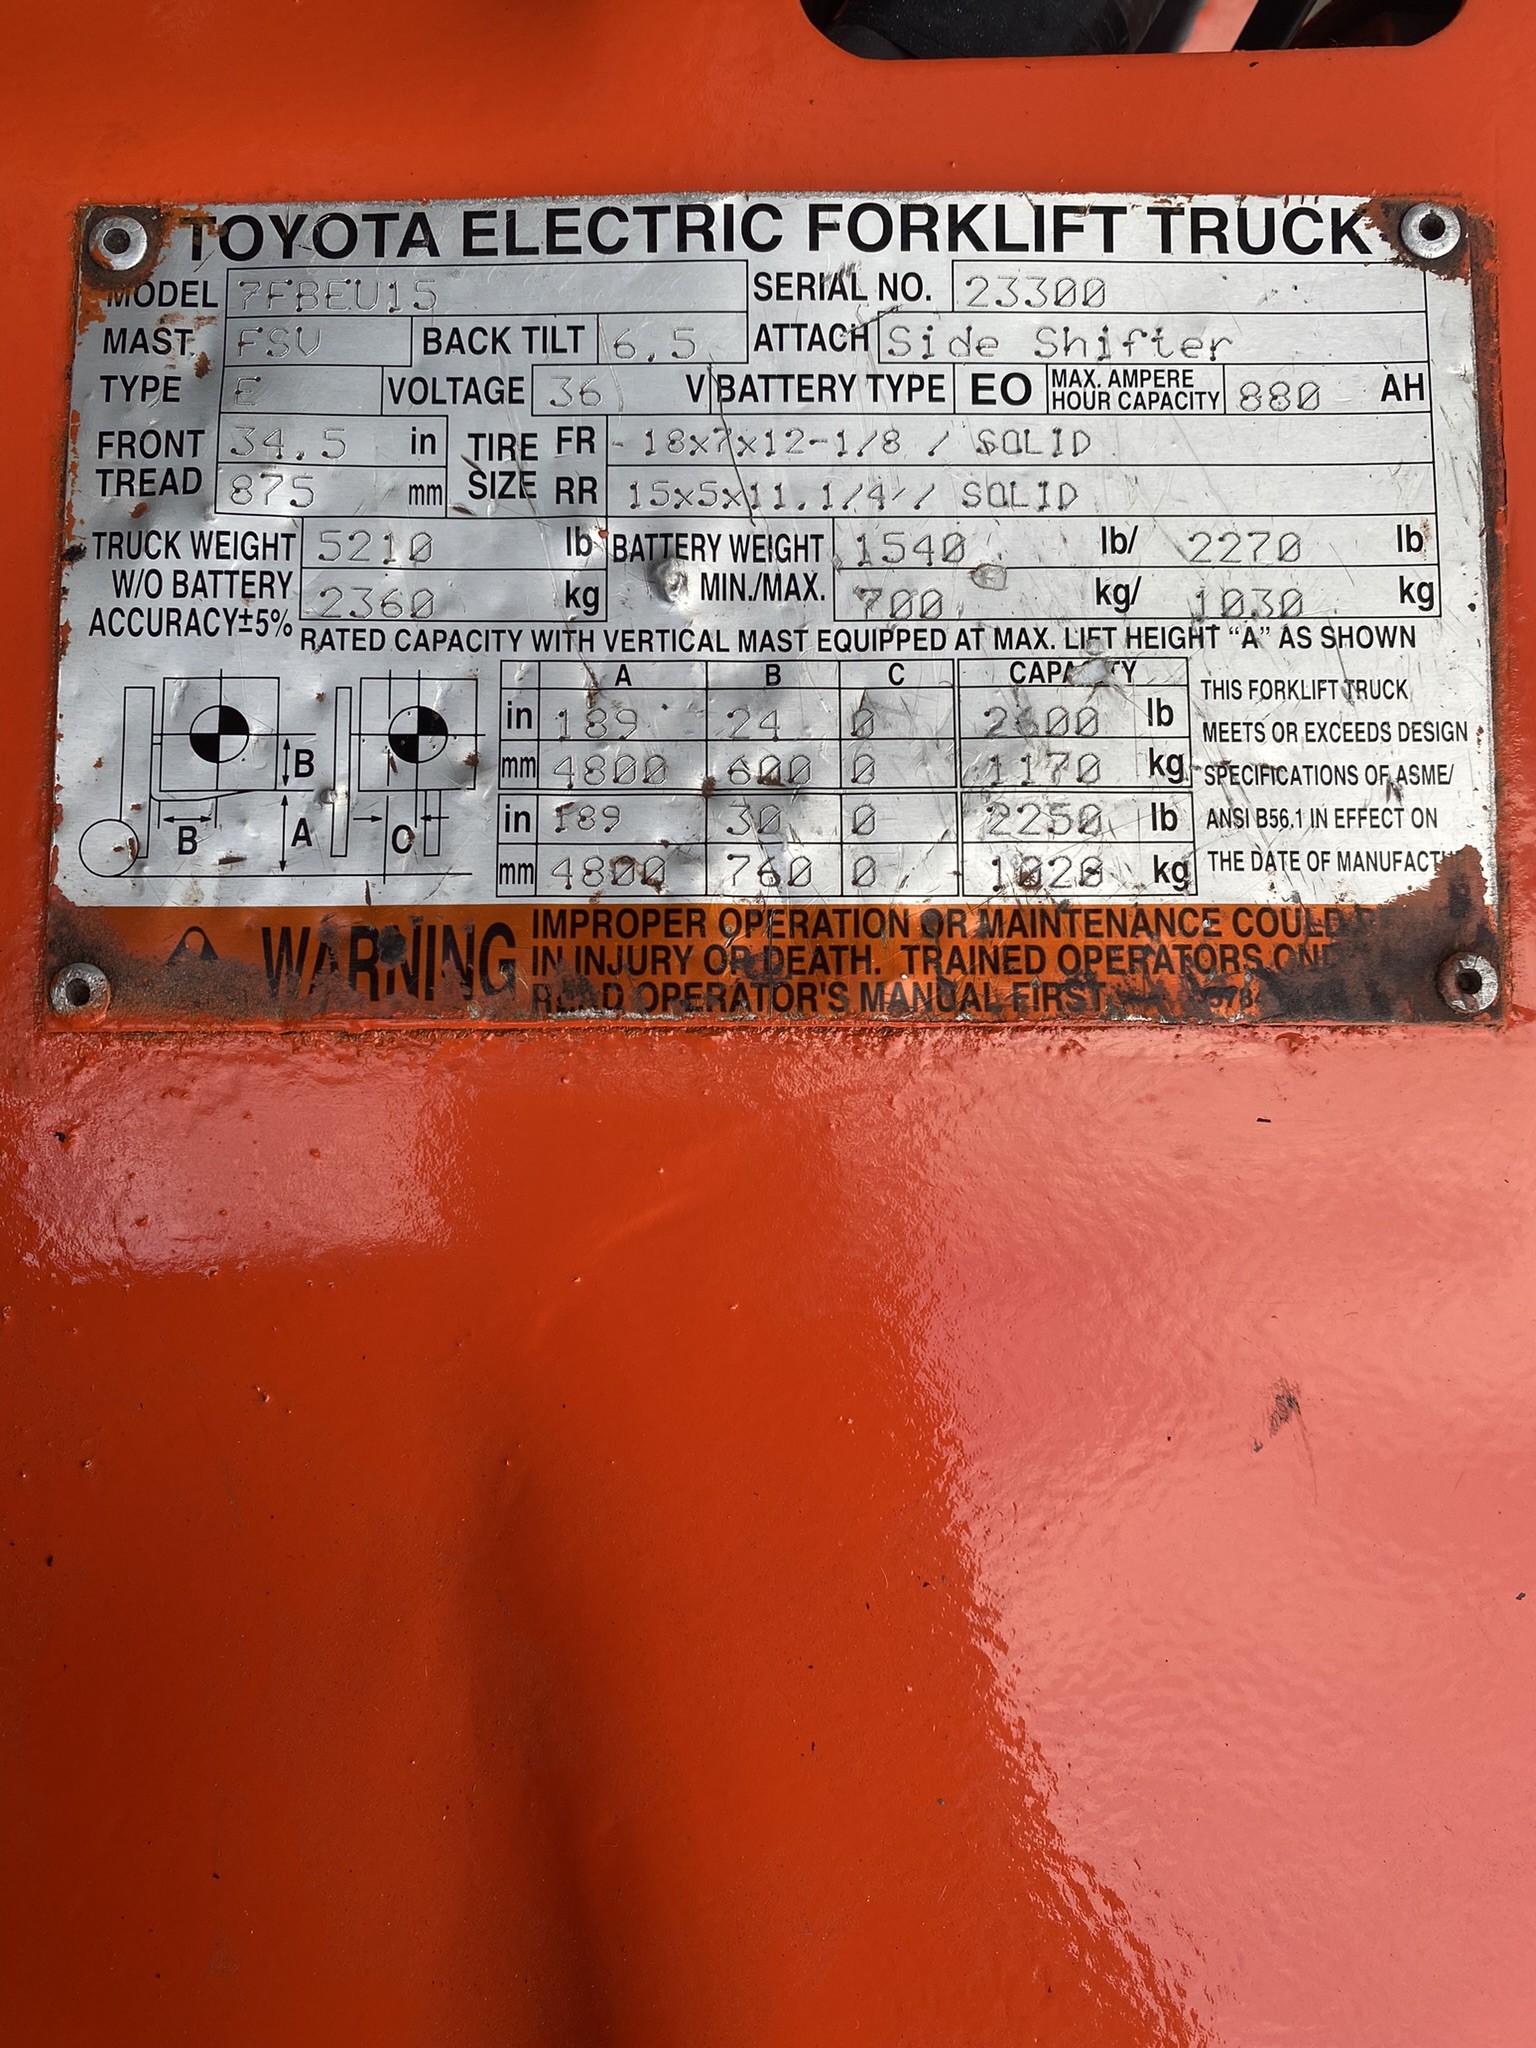 TOYOTA ELECTRIC FORKLIFT TRUCK
MODEL 7FBEU15 SERIAL NO. 23300
MAST. FSV BACK TILT 6.5 ATTACH Side Shifter
TYPE E VOLTAGE 36 V BATTERY TYPE EO MAX. AMPERE HOUR CAPACITY 880 AH
FRONT TREAD 34.5 in TIRE SIZE FR - 18x7x12-1/8 / SOLID
875 mm RR 15x5x11.1/4 / SOLID
TRUCK WEIGHT 5210 lb BATTERY WEIGHT 1540 lb/ 2270 lb
W/O BATTERY 2360 kg MIN./MAX. 700 kg/ 1030 kg
ACCURACY±5%
RATED CAPACITY WITH VERTICAL MAST EQUIPPED AT MAX. LIFT HEIGHT "A" AS SHOWN
A B C CAPACITY
in 189 24 0 2600 lb
mm 4800 600 0 1170 kg
in 189 30 0 2250 lb
mm 4800 760 0 1020 kg
B
B A C
THIS FORKLIFT TRUCK
MEETS OR EXCEEDS DESIGN
SPECIFICATIONS OF ASME/
ANSI B56.1 IN EFFECT ON
THE DATE OF
WARNING
IMPROPER OPERATION OR MAINTENANCE COULD
IN INJURY OR DEATH. TRAINED OPERATORS
READ OPERATOR'S MANUAL FIRST.